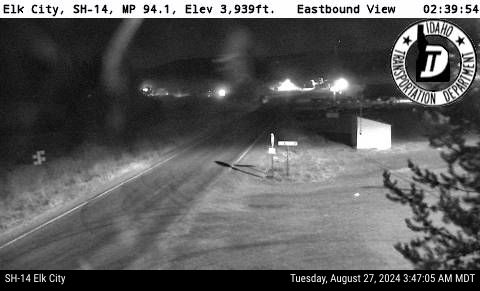 Elk City, SH-14, MP 94.1, Elev 3,939ft. Eastbound View 02:39:54
IDAHO
TRANSPORTATION DEPARTMENT
SH-14 Elk City Tuesday, August 27, 2024 3:47:05 AM MDT